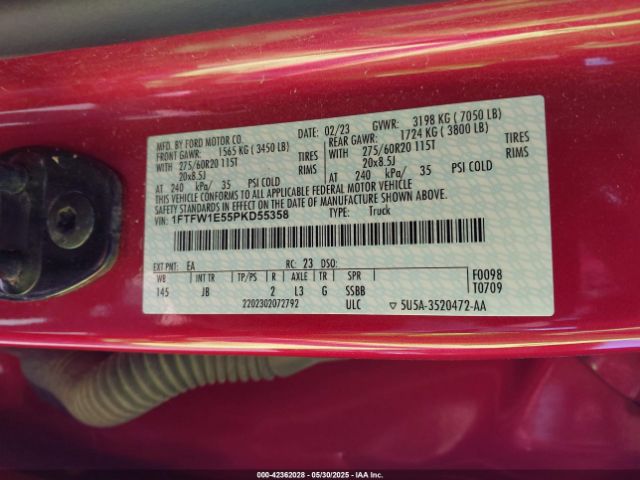 MFD. BY FORD MOTOR CO. 02/23 GVWR: 3198 KG ( 7050 LB)
FRONT GAWR: 1565 KG ( 3450 LB) REAR GAWR: 1724 KG ( 3800 LB)
WITH 275/60R20 115T TIRES WITH 275/60R20 115T TIRES
20x8.5J 20x8.5J
AT 240 kPa/ 35 PSI COLD AT 240 kPa/ 35 PSI COLD
THIS VEHICLE CONFORMS TO ALL APPLICABLE FEDERAL MOTOR VEHICLE
SAFETY AND THEFT PREVENTION STANDARDS IN EFFECT ON THE DATE OF MANUFACTURE SHOWN ABOVE.
VIN: 1FTFW1E55PKD55358 TYPE: Truck
EXT PNT: EA RC: 23 DSO: F0098
WB INT TR TP/PS R AXLE TR SPR T0709
145 JB 2 L3 G SSBB
2202302072792 ULC 5U5A-3520472-AA
000-42362028 - 05/30/2025 - IAAI.COM